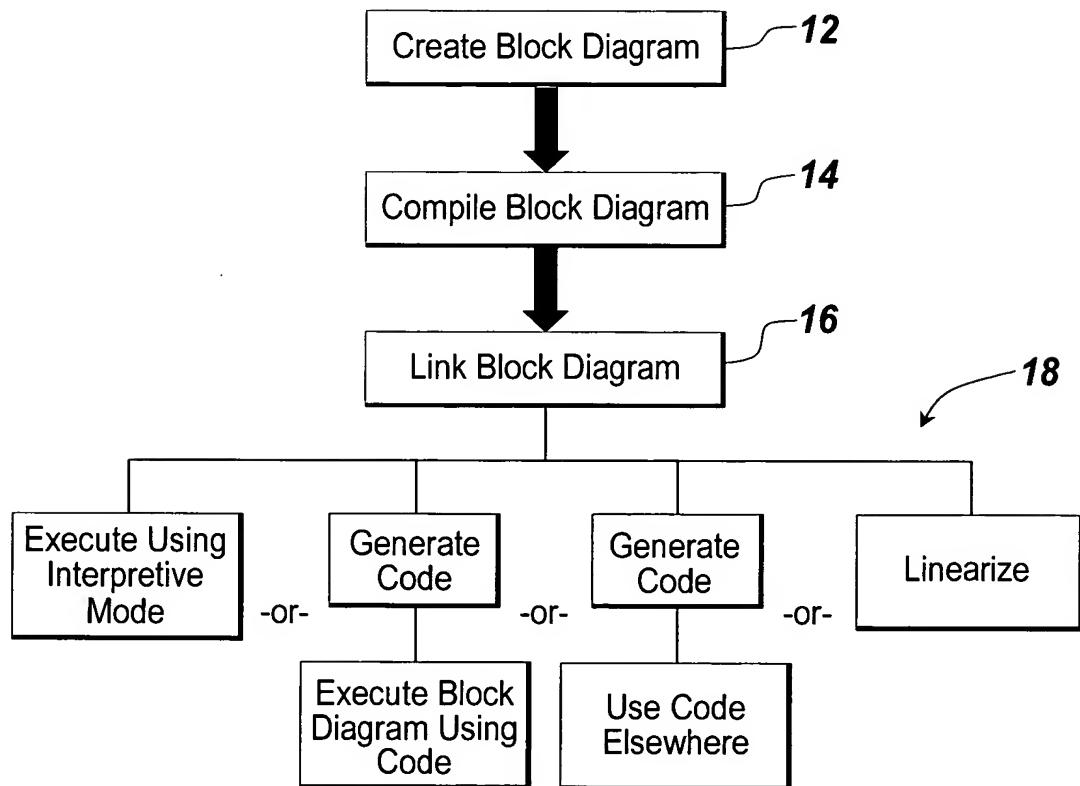 Create Block Diagram
12
Compile Block Diagram
14
Link Block Diagram
16
18
Execute Using
Interpretive
Mode
-or-
Generate
Code
Execute Block
Diagram Using
Code
-or-
Generate
Code
Use Code
Elsewhere
-or-
Linearize